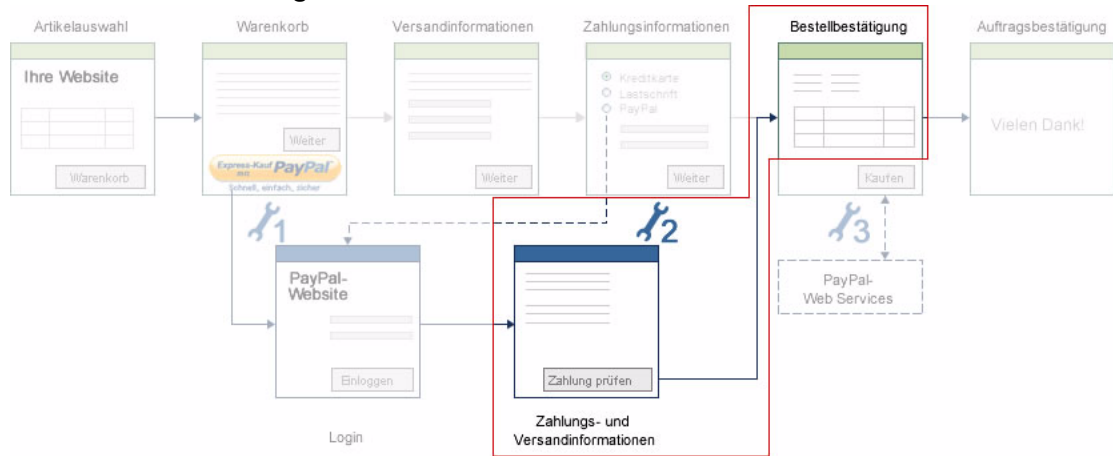 Artikelauswahl
Warenkorb
Versandinformationen
Zahlungsinformationen
Bestellbestätigung
Auftragsbestätigung
Ihre Website
Warenkorb
Weiter
Express-Kauf mit PayPal
Schnell, einfach, sicher
Weiter
Kreditkarte
Lastschrift
PayPal
Weiter
Kaufen
Vielen Dank!
1
2
3
PayPal-
Website
Einloggen
Login
Zahlung prüfen
Zahlungs- und
Versandinformationen
PayPal-
Web Services